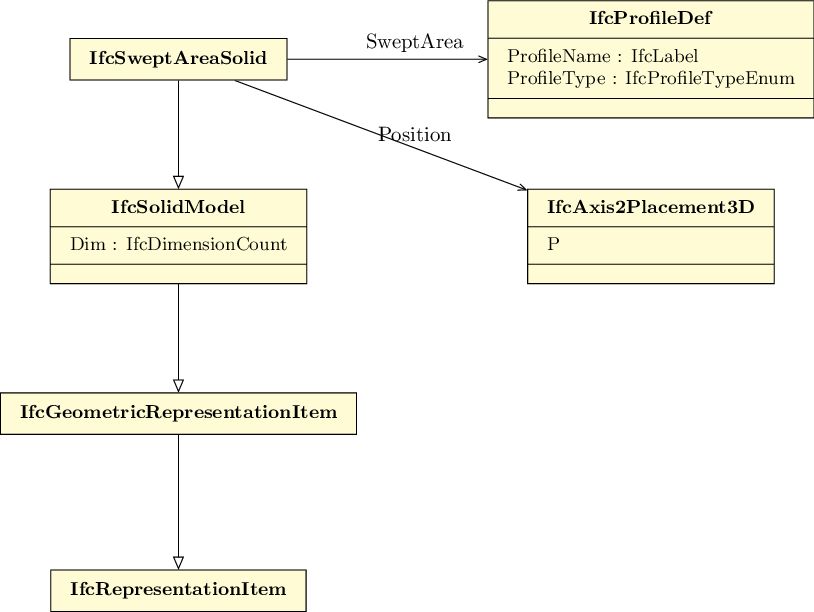 IfcSweptAreaSolid
SweptArea
IfcProfileDef
ProfileName : IfcLabel
ProfileType : IfcProfileTypeEnum
Position
IfcSolidModel
Dim : IfcDimensionCount
IfcAxis2Placement3D
P
IfcGeometricRepresentationItem
IfcRepresentationItem